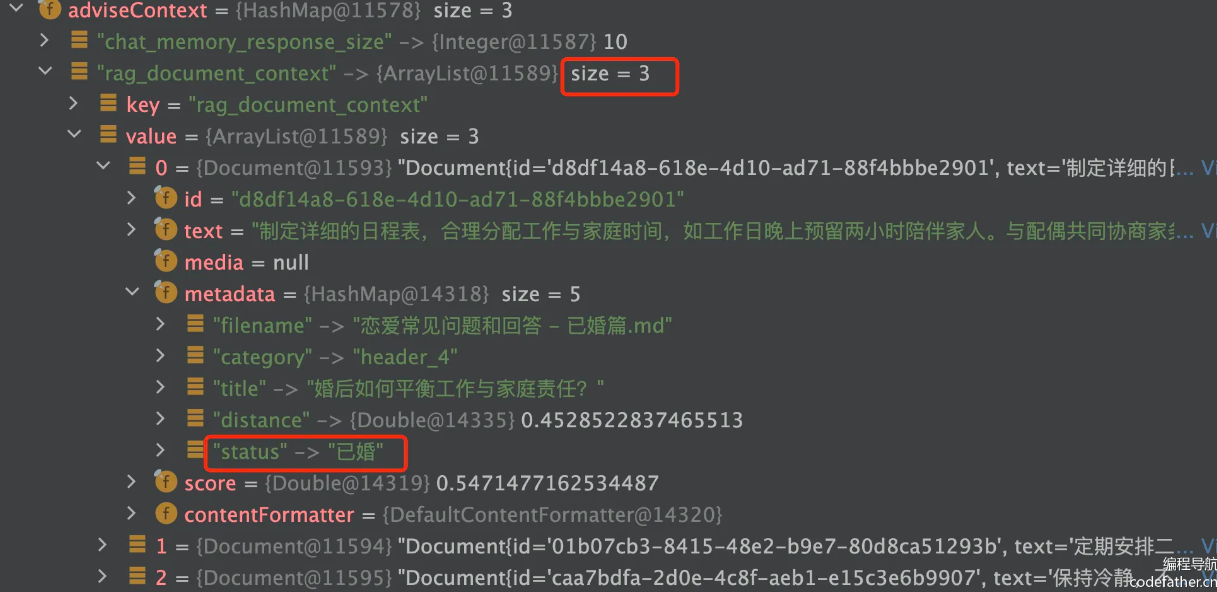 adviseContext = {HashMap@11578} size = 3
"chat_memory_response_size" -> {Integer@11587} 10
"rag_document_context" -> {ArrayList@11589} size = 3
key = "rag_document_context"
value = {ArrayList@11589} size = 3
0 = {Document@11593} "Document{id='d8df14a8-618e-4d10-ad71-88f4bbbe2901', text='制定详细的日... Vi
id = "d8df14a8-618e-4d10-ad71-88f4bbbe2901"
text = "制定详细的日程表，合理分配工作与家庭时间，如工作日晚上预留两小时陪伴家人。与配偶共同协商家务... Vi
media = null
metadata = {HashMap@14318} size = 5
"filename" -> "恋爱常见问题和回答 - 已婚篇.md"
"category" -> "header_4"
"title" -> "婚后如何平衡工作与家庭责任？"
"distance" -> {Double@14335} 0.4528522837465513
"status" -> "已婚"
score = {Double@14319} 0.5471477162534487
contentFormatter = {DefaultContentFormatter@14320}
1 = {Document@11594} "Document{id='01b07cb3-8415-48e2-b9e7-80d8ca51293b', text='定期安排二... Vi
2 = {Document@11595} "Document{id='caa7bdfa-2d0e-4c8f-aeb1-e15c3e6b9907', text='保持冷静，不
编程导航
codefather.cn